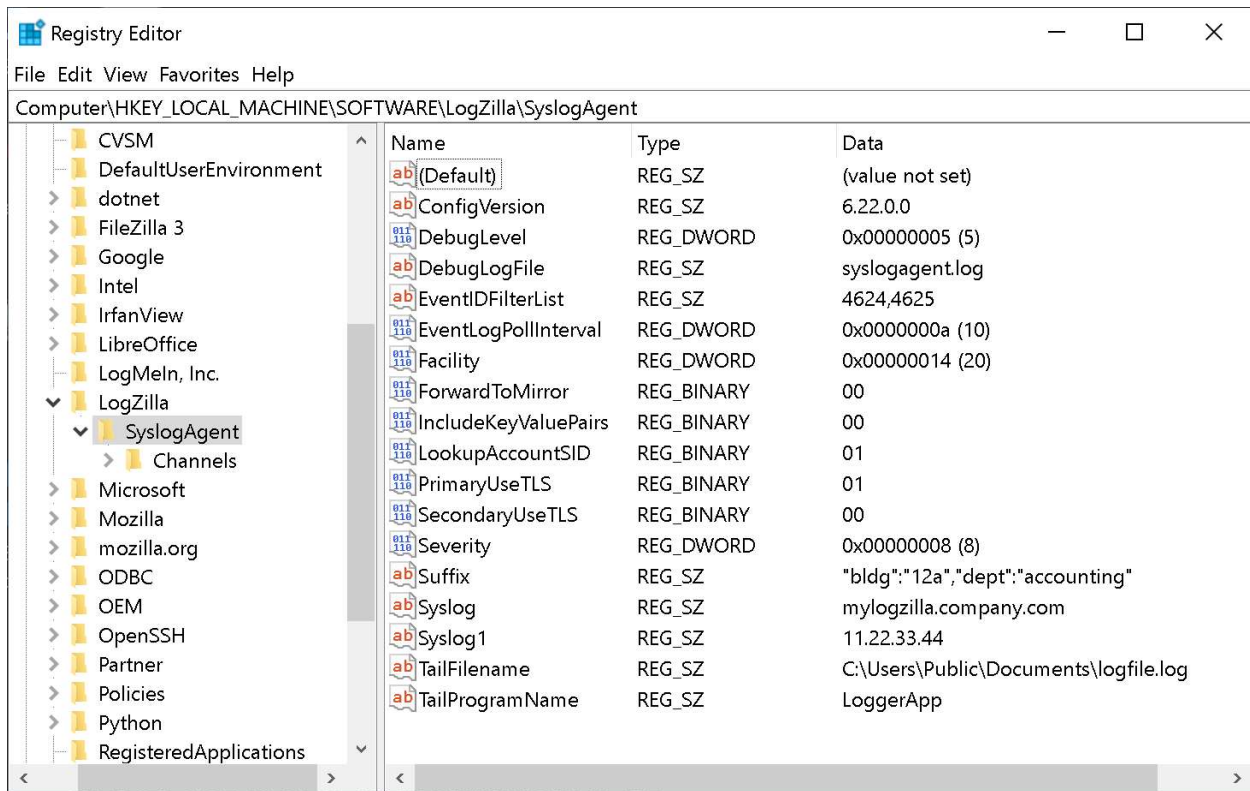 Registry Editor
File Edit View Favorites Help
Computer\HKEY_LOCAL_MACHINE\SOFTWARE\LogZilla\SyslogAgent
CVSM
DefaultUserEnvironment
dotnet
FileZilla 3
Google
Intel
IrfanView
LibreOffice
LogMeIn, Inc.
LogZilla
SyslogAgent
Channels
Microsoft
Mozilla
mozilla.org
ODBC
OEM
OpenSSH
Partner
Policies
Python
RegisteredApplications
Name Type Data
(Default) REG_SZ (value not set)
ConfigVersion REG_SZ 6.22.0.0
DebugLevel REG_DWORD 0x00000005 (5)
DebugLogFile REG_SZ syslogagent.log
EventIDFilterList REG_SZ 4624,4625
EventLogPollInterval REG_DWORD 0x0000000a (10)
Facility REG_DWORD 0x00000014 (20)
ForwardToMirror REG_BINARY 00
IncludeKeyValuePairs REG_BINARY 00
LookupAccountSID REG_BINARY 01
PrimaryUseTLS REG_BINARY 01
SecondaryUseTLS REG_BINARY 00
Severity REG_DWORD 0x00000008 (8)
Suffix REG_SZ "bldg":"12a","dept":"accounting"
Syslog REG_SZ mylogzilla.company.com
Syslog1 REG_SZ 11.22.33.44
TailFilename REG_SZ C:\Users\Public\Documents\logfile.log
TailProgramName REG_SZ LoggerApp